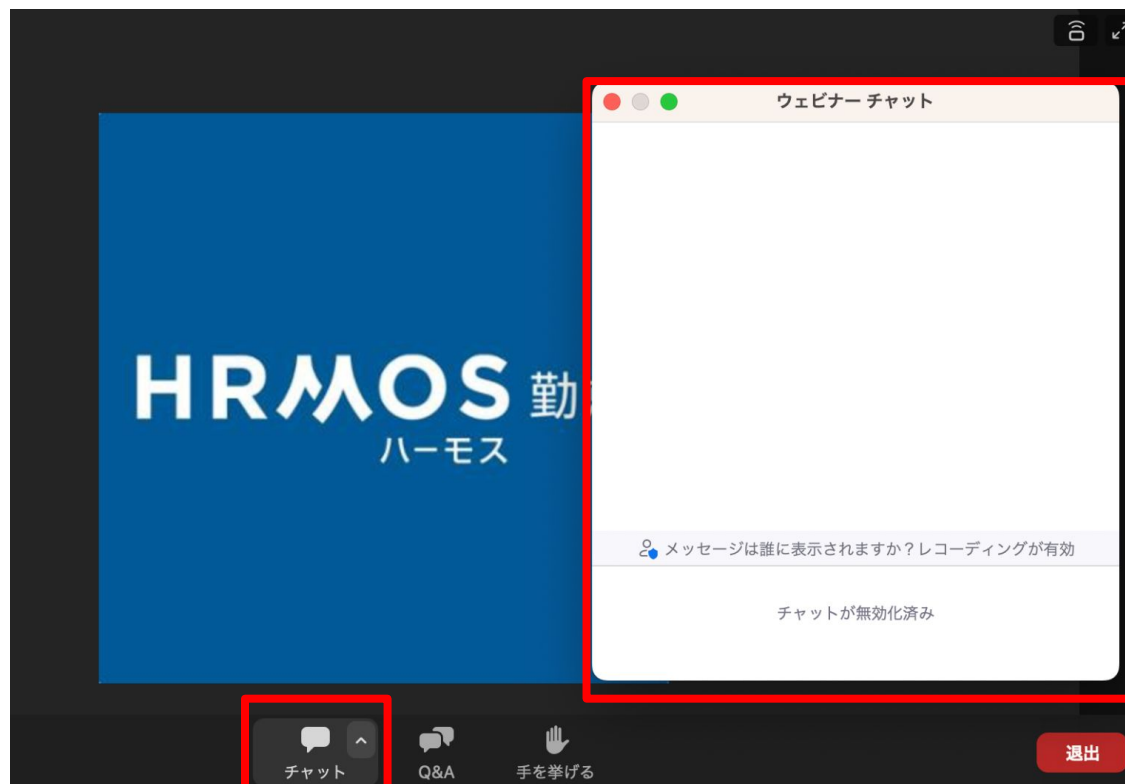 ウェビナー チャット
HRMOS 勤
ハーモス
メッセージは誰に表示されますか？レコーディングが有効
チャットが無効化済み
チャット
Q&A
手を挙げる
退出